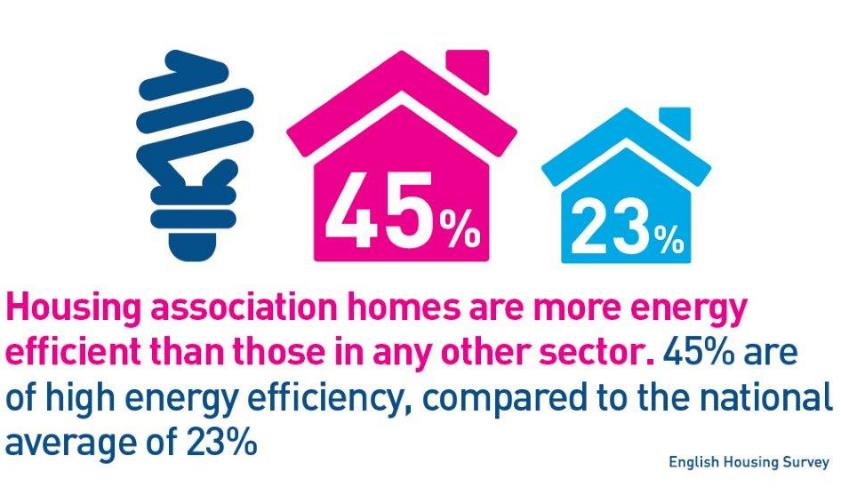 45%
23%
Housing association homes are more energy
efficient than those in any other sector. 45% are
of high energy efficiency, compared to the national
average of 23%
English Housing Survey